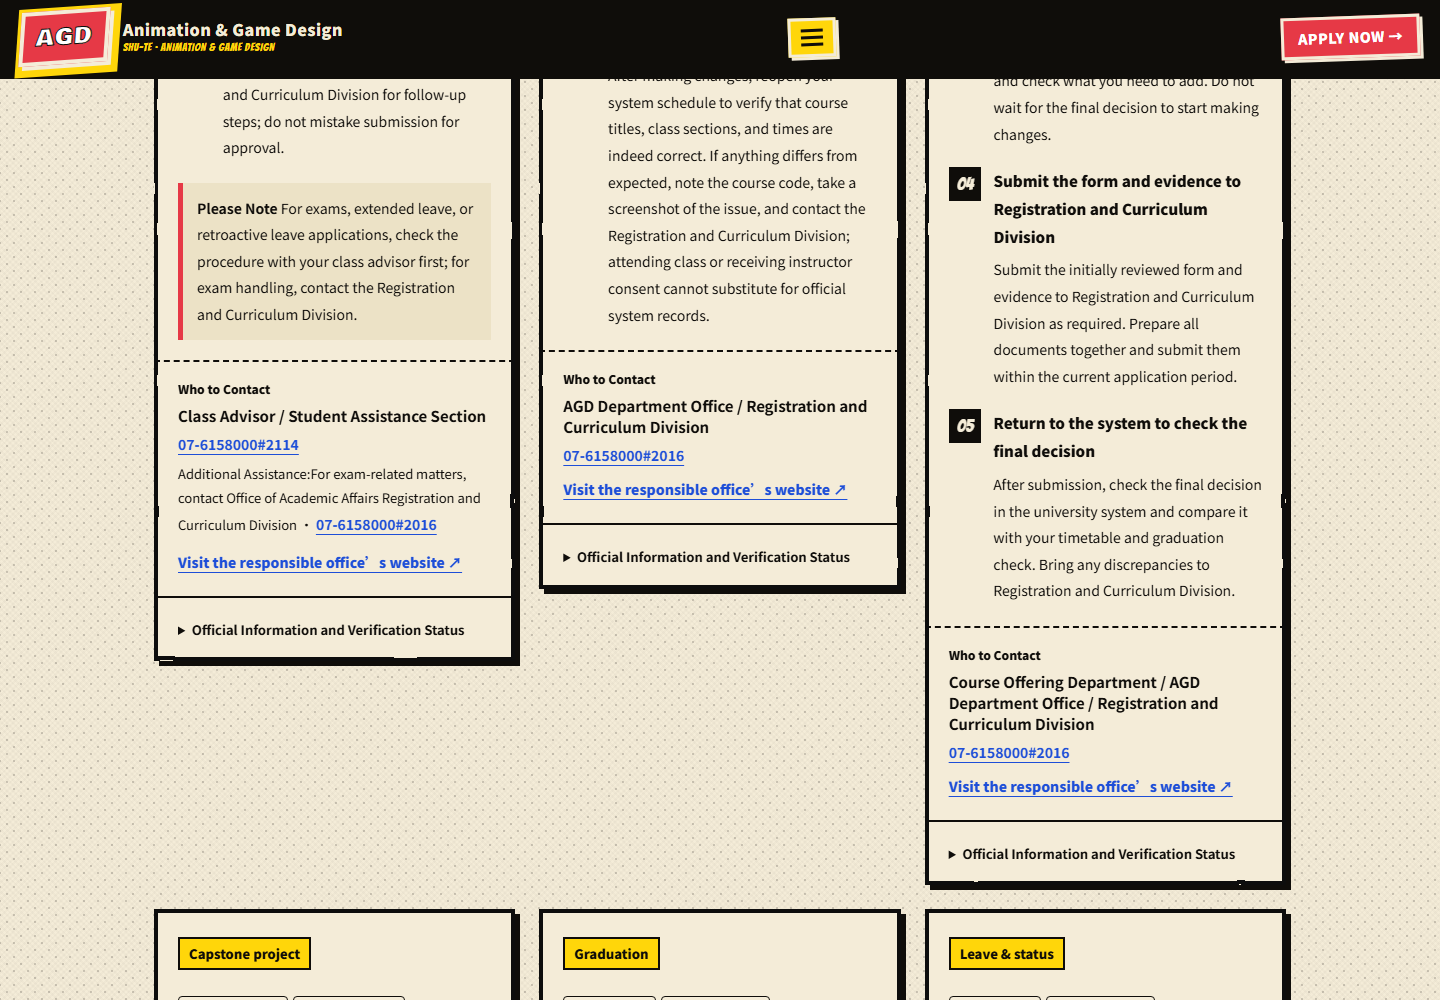 AGD
Animation & Game Design
SHU-TE · ANIMATION & GAME DESIGN
APPLY NOW →
and Curriculum Division for follow-up
steps; do not mistake submission for
approval.
Please Note For exams, extended leave, or
retroactive leave applications, check the
procedure with your class advisor first; for
exam handling, contact the Registration
and Curriculum Division.
Who to Contact
Class Advisor / Student Assistance Section
07-6158000#2114
Additional Assistance:For exam-related matters,
contact Office of Academic Affairs Registration and
Curriculum Division ・ 07-6158000#2016
Visit the responsible office’s website ↗
▶ Official Information and Verification Status
After making changes, reopen your
system schedule to verify that course
titles, class sections, and times are
indeed correct. If anything differs from
expected, note the course code, take a
screenshot of the issue, and contact the
Registration and Curriculum Division;
attending class or receiving instructor
consent cannot substitute for official
system records.
Who to Contact
AGD Department Office / Registration and
Curriculum Division
07-6158000#2016
Visit the responsible office’s website ↗
▶ Official Information and Verification Status
and check what you need to add. Do not
wait for the final decision to start making
changes.
04
Submit the form and evidence to
Registration and Curriculum
Division
Submit the initially reviewed form and
evidence to Registration and Curriculum
Division as required. Prepare all
documents together and submit them
within the current application period.
05
Return to the system to check the
final decision
After submission, check the final decision
in the university system and compare it
with your timetable and graduation
check. Bring any discrepancies to
Registration and Curriculum Division.
Who to Contact
Course Offering Department / AGD
Department Office / Registration and
Curriculum Division
07-6158000#2016
Visit the responsible office’s website ↗
▶ Official Information and Verification Status
Capstone project
Graduation
Leave & status